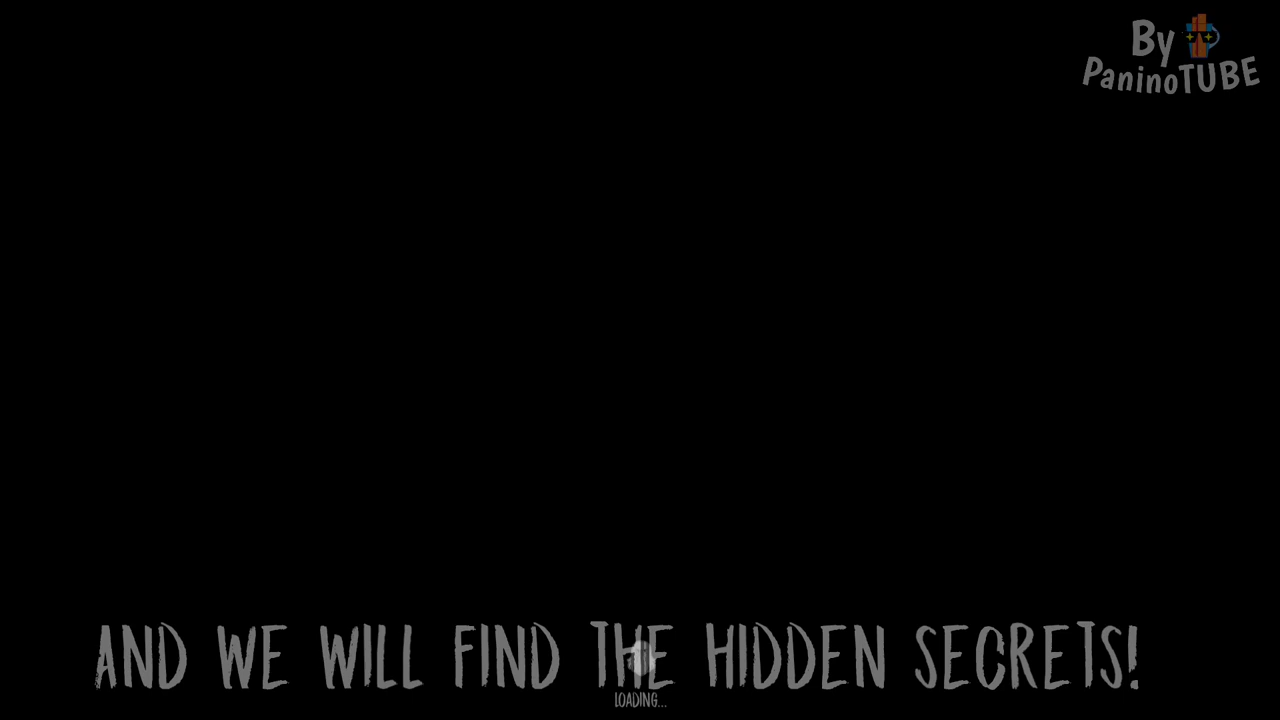 By
PaninoTUBE
AND WE WILL FIND THE HIDDEN SECRETS!
LOADING...